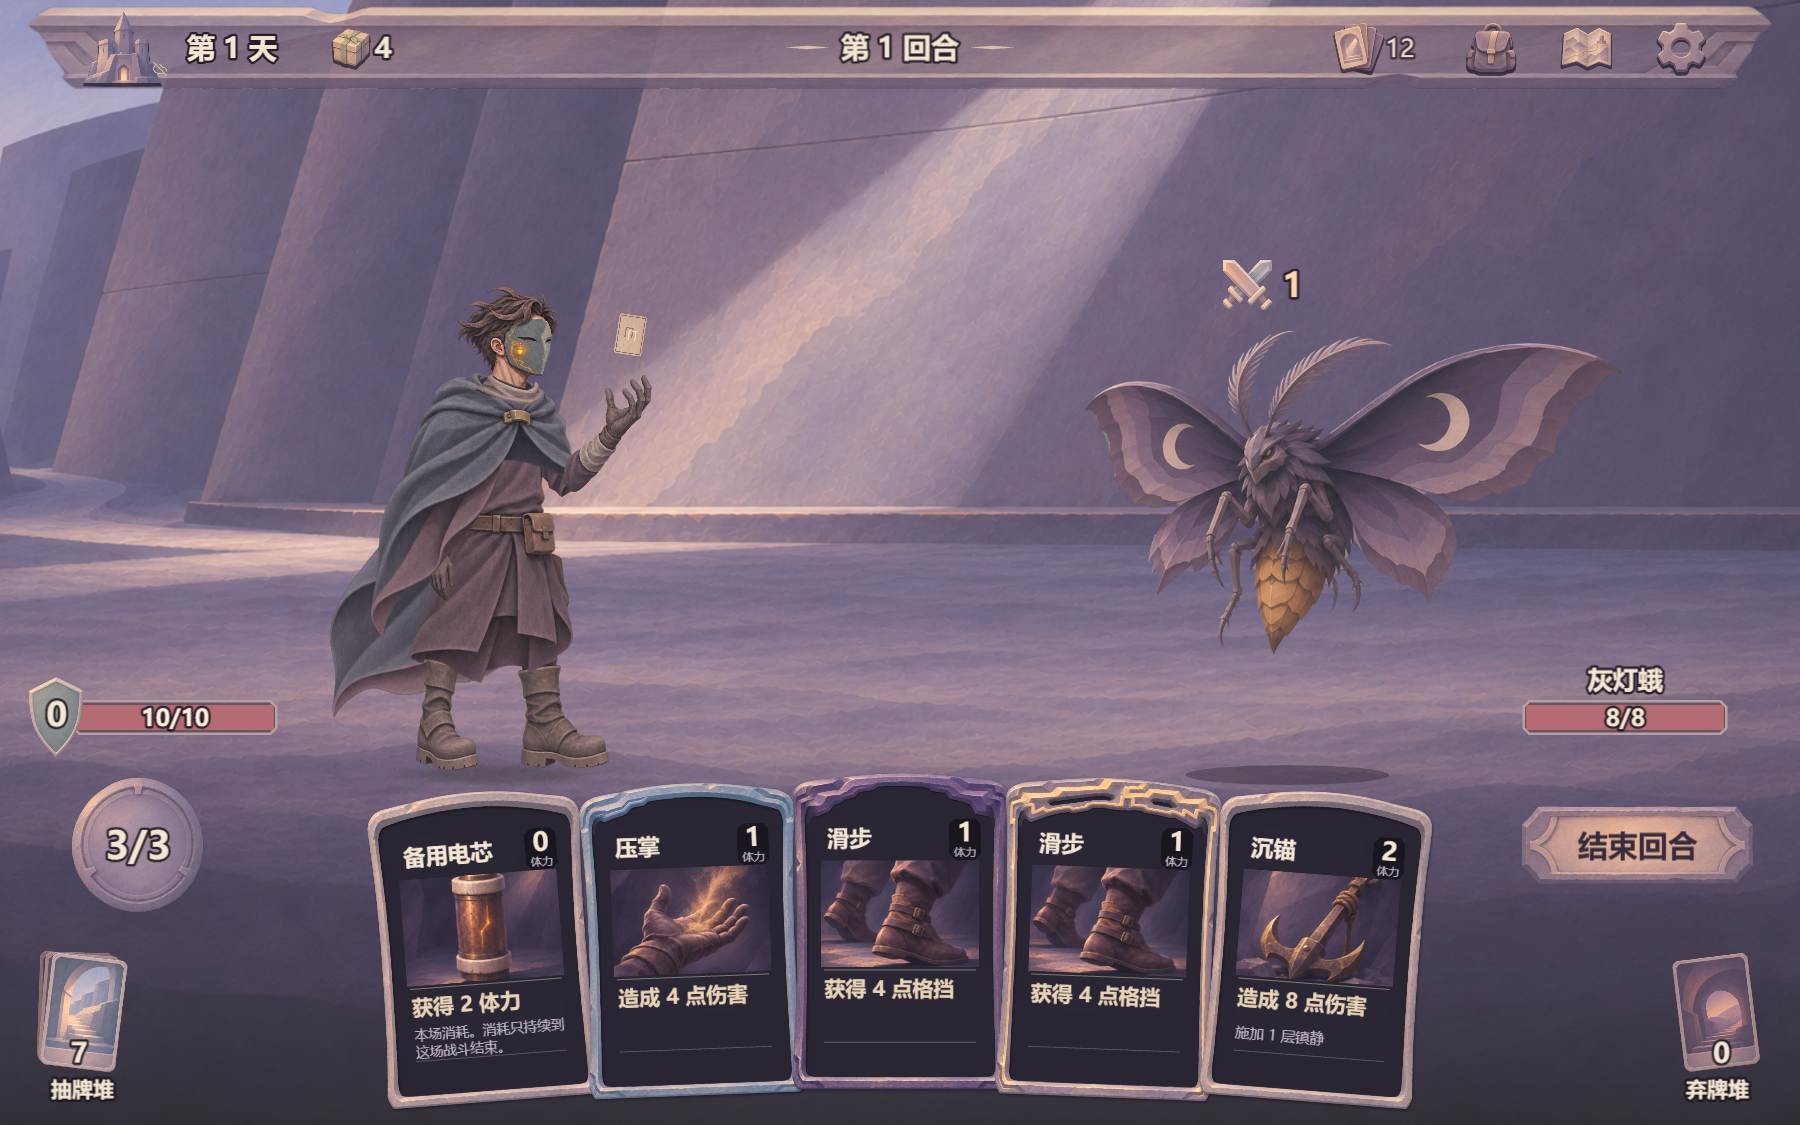 第 1 天
4
第 1 回合
12
1
0
10/10
灰灯蛾
8/8
3/3
结束回合
备用电芯
0
体力
获得 2 体力
本场消耗。消耗只持续到
这场战斗结束。
压掌
1
体力
造成 4 点伤害
滑步
1
体力
获得 4 点格挡
滑步
1
体力
获得 4 点格挡
沉锚
2
体力
造成 8 点伤害
施加 1 层镇静
7
抽牌堆
0
弃牌堆